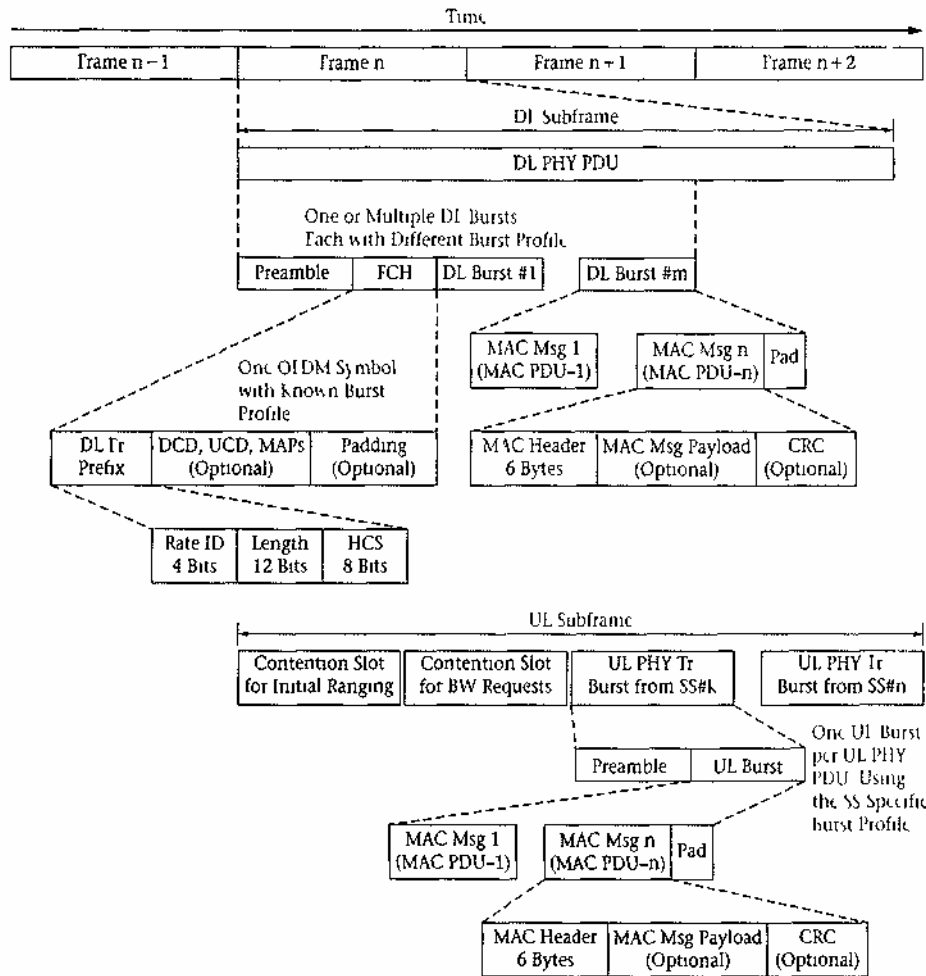 Time
Frame n-1 Frame n Frame n+1 Frame n+2
DL Subframe
DL PHY PDU
One or Multiple DL Bursts
Each with Different Burst Profile
Preamble FCH DL Burst #1 DL Burst #m
MAC Msg 1
(MAC PDU-1)
MAC Msg n
(MAC PDU-n)
Pad
One OFDM Symbol
with Known Burst
Profile
DL Fr
Prefix
DCD, UCD, MAPs
(Optional)
Padding
(Optional)
MAC Header
6 Bytes
MAC Msg Payload
(Optional)
CRC
(Optional)
Rate ID
4 Bits
Length
12 Bits
HCS
8 Bits
UL Subframe
Contention Slot
for Initial Ranging
Contention Slot
for BW Requests
UL PHY Tr
Burst from SS#k
UL PHY Tr
Burst from SS#n
One UL Burst
per UL PHY
PDU Using
the SS Specific
Burst Profile
Preamble UL Burst
MAC Msg 1
(MAC PDU-1)
MAC Msg n
(MAC PDU-n)
Pad
MAC Header
6 Bytes
MAC Msg Payload
(Optional)
CRC
(Optional)